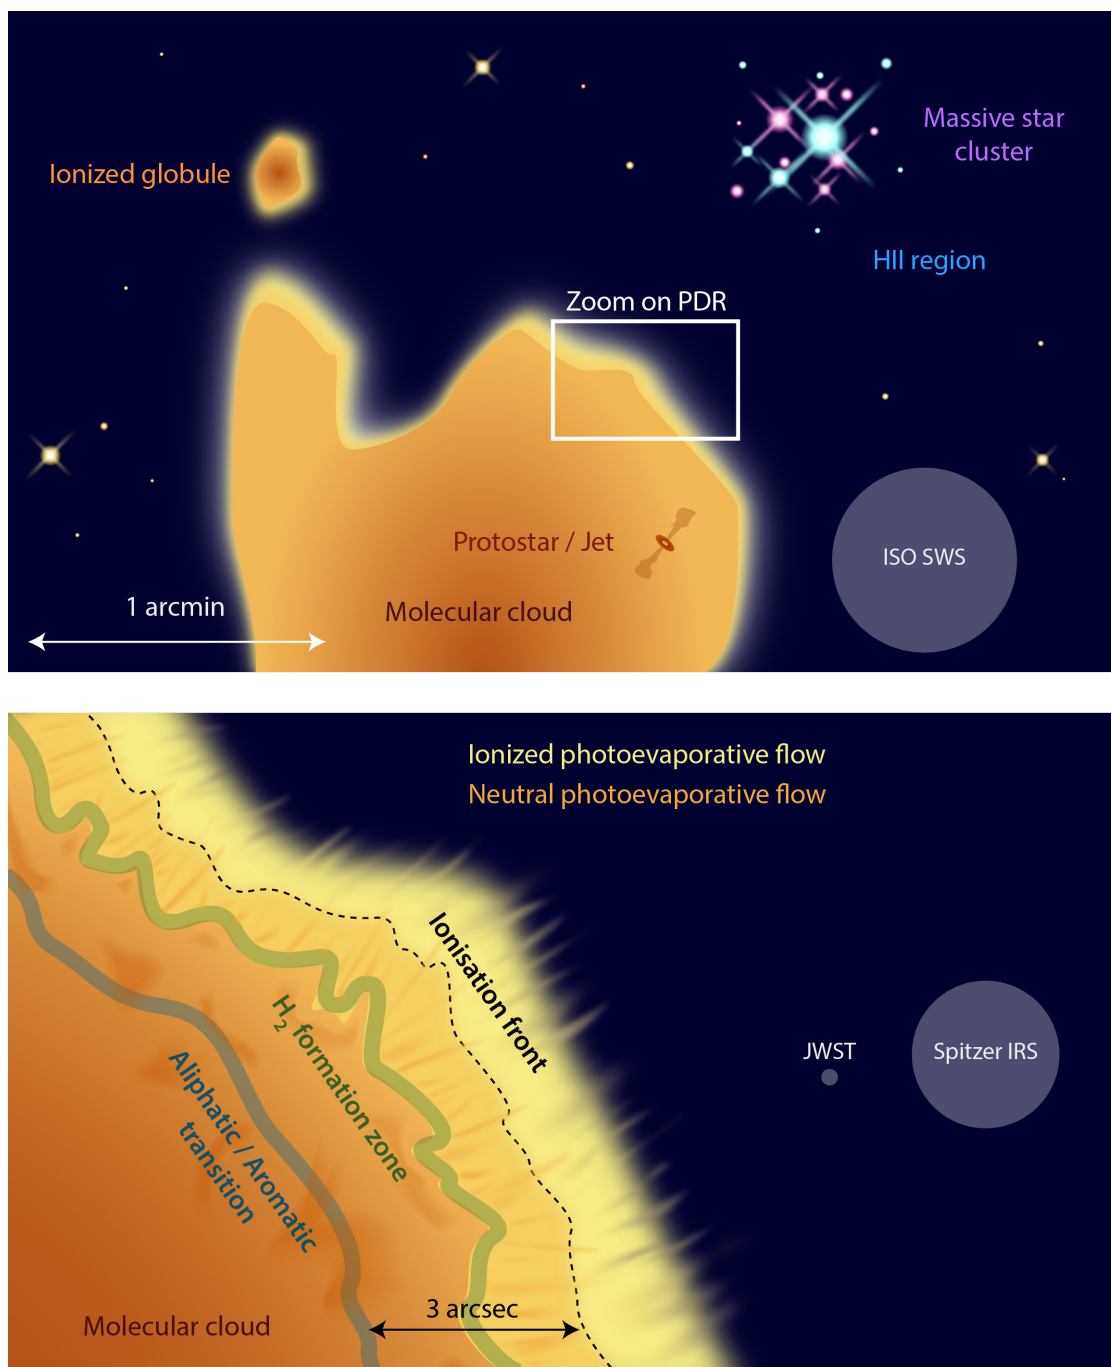 Massive star
cluster
Ionized globule
HII region
Zoom on PDR
Protostar / Jet
ISO SWS
1 arcmin
Molecular cloud
Ionized photoevaporative flow
Neutral photoevaporative flow
Ionisation front
H2 formation zone
Aliphatic / Aromatic
transition
JWST
Spitzer IRS
3 arcsec
Molecular cloud